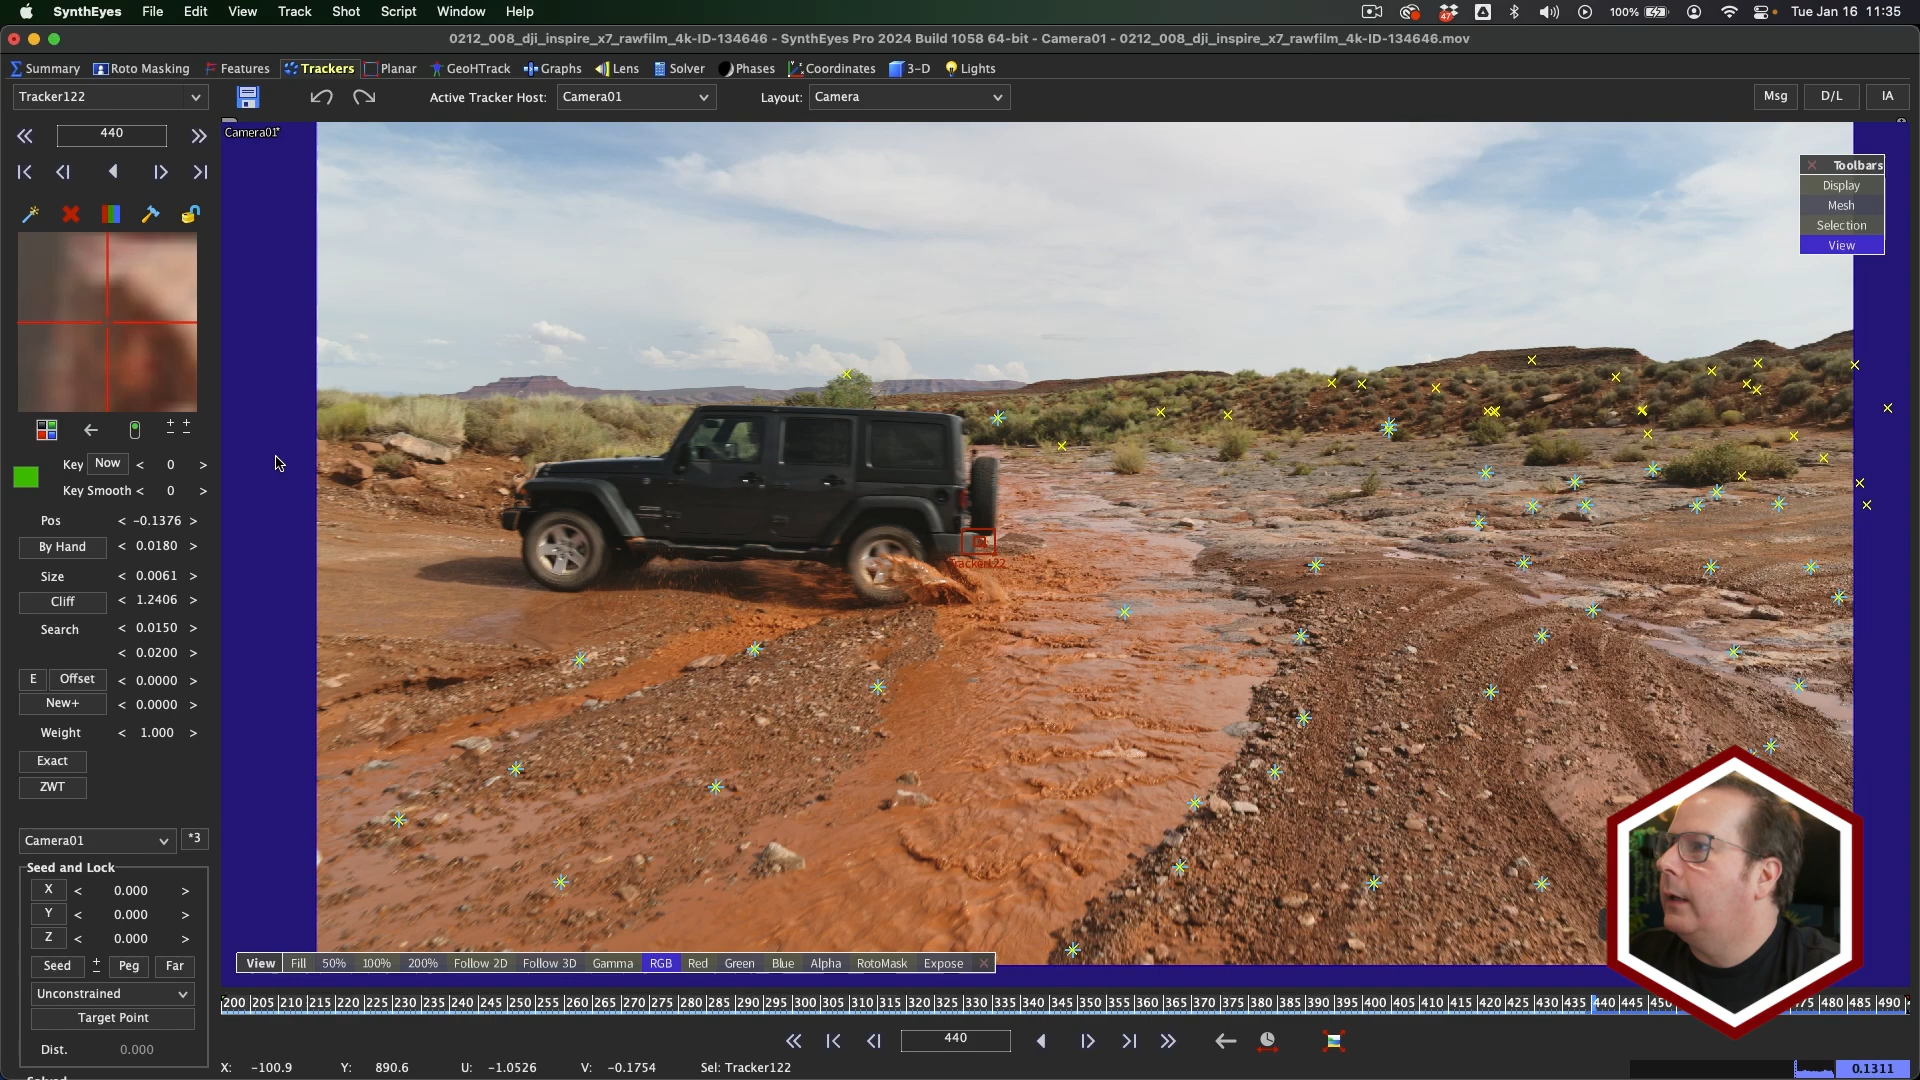 SynthEyes File Edit View Track Shot Script Window Help 47 100% Tue Jan 16 11:35
0212_008_dji_inspire_x7_rawfilm_4k-ID-134646 - SynthEyes Pro 2024 Build 1058 64-bit - Camera01 - 0212_008_dji_inspire_x7_rawfilm_4k-ID-134646.mov
Summary Roto Masking Features Trackers Planar GeoHTrack Graphs Lens Solver Phases Coordinates 3-D Lights
Tracker122 Active Tracker Host: Camera01 Layout: Camera Msg D/L IA
440
Camera01*
Toolbars
Display
Mesh
Selection
View
Key Now < 0 >
Key Smooth < 0 >
Pos < -0.1376 >
By Hand < 0.0180 >
Size < 0.0061 >
Cliff < 1.2406 >
Search < 0.0150 >
< 0.0200 >
E Offset < 0.0000 >
New+ < 0.0000 >
Weight < 1.000 >
Exact
ZWT
Camera01 *3
Seed and Lock
X < 0.000 >
Y < 0.000 >
Z < 0.000 >
Seed Peg Far
Unconstrained
Target Point
Dist. 0.000
Tracker122
View Fill 50% 100% 200% Follow 2D Follow 3D Gamma RGB Red Green Blue Alpha RotoMask Expose
200 205 210 215 220 225 230 235 240 245 250 255 260 265 270 275 280 285 290 295 300 305 310 315 320 325 330 335 340 345 350 355 360 365 370 375 380 385 390 395 400 405 410 415 420 425 430 435 440 445 450 475 480 485 490
440
X: -100.9 Y: 890.6 U: -1.0526 V: -0.1754 Sel: Tracker122 0.1311